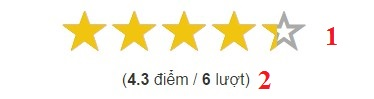 1
(4.3 điểm / 6 lượt) 2